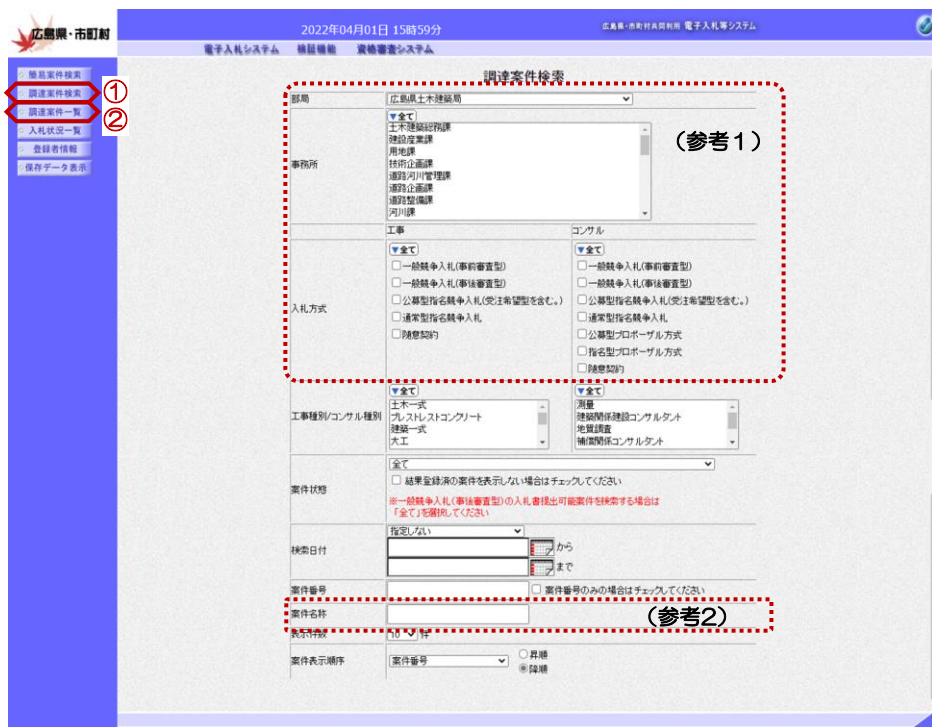 広島県・市町村
2022年04月01日 15時59分
広島県・市町村共同利用 電子入札等システム
電子入札システム 検証機能 資格審査システム
簡易案件検索
調達案件検索 ①
調達案件一覧 ②
入札状況一覧
登録者情報
保存データ表示
調達案件検索
部局 広島県土木建築局
(参考1)
事務所
▼全て
土木建築総務課
建設産業課
用地課
技術企画課
道路河川管理課
道路企画課
道路整備課
河川課
入札方式
工事
▼全て
一般競争入札(事前審査型)
一般競争入札(事後審査型)
公募型指名競争入札(受注希望型を含む。)
通常型指名競争入札
随意契約
コンサル
▼全て
一般競争入札(事前審査型)
一般競争入札(事後審査型)
公募型指名競争入札(受注希望型を含む。)
通常型指名競争入札
公募型プロポーザル方式
指名型プロポーザル方式
随意契約
工事種別/コンサル種別
▼全て
土木一式
プレストレストコンクリート
建築一式
大工
▼全て
測量
建築関係建設コンサルタント
地質調査
補償関係コンサルタント
案件状態
全て
結果登録済の案件を表示しない場合はチェックしてください
※一般競争入札(事後審査型)の入札書提出可能案件を検索する場合は
「全て」を選択してください
検索日付
指定しない
から
まで
案件番号 案件番号のみの場合はチェックしてください
案件名称 (参考2)
表示件数 10 件
案件表示順序 案件番号
昇順
降順